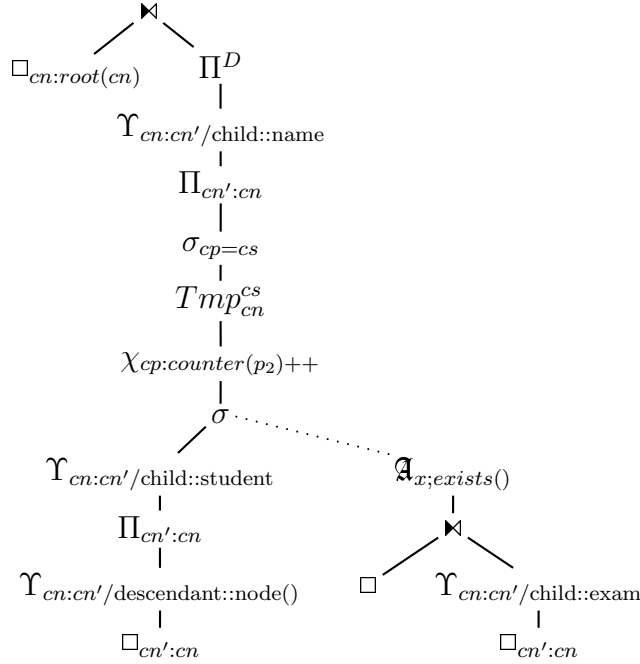 ⋈
□cn:root(cn) Π^D
Υcn:cn′/child::name
Πcn′:cn
σcp=cs
Tmp^cs_cn
χcp:counter(p₂)++
σ
Υcn:cn′/child::student 𝔄x;exists()
Πcn′:cn ⋈
Υcn:cn′/descendant::node() □ Υcn:cn′/child::exam
□cn′:cn □cn′:cn